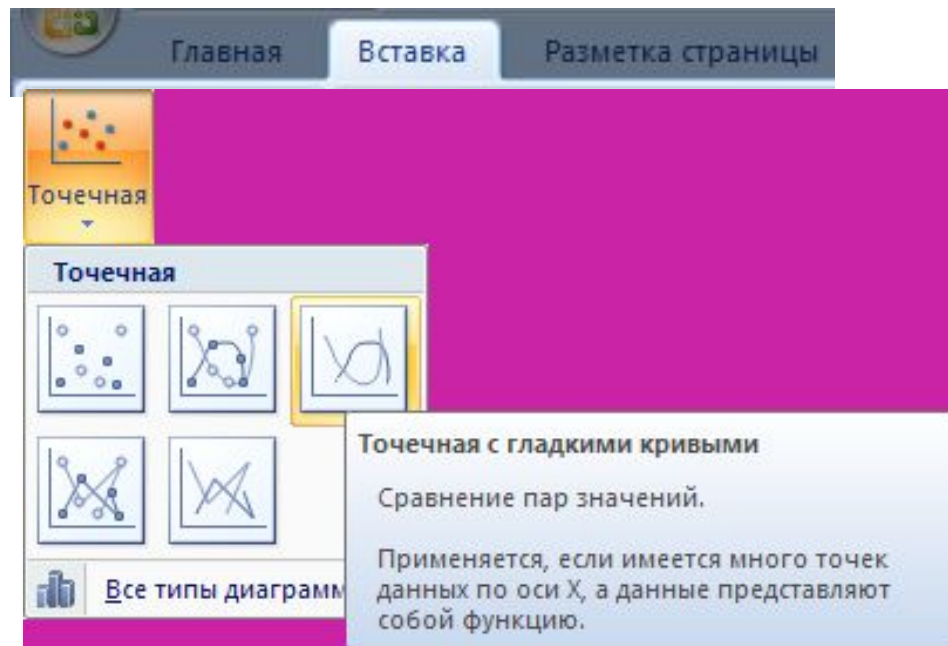 Главная Вставка Разметка страницы
Точечная
Точечная
Точечная с гладкими кривыми
Сравнение пар значений.
Применяется, если имеется много точек
данных по оси X, а данные представляют
собой функцию.
Все типы диаграмм